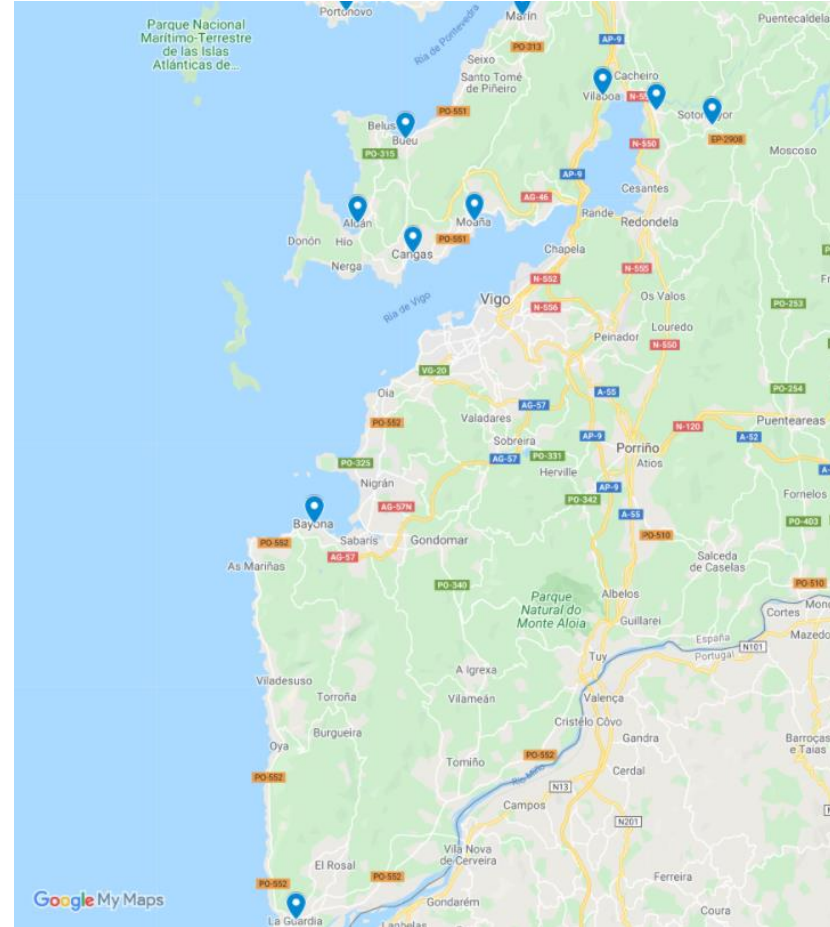 Portonovo
Marín
Puentecaldela
Parque Nacional
Marítimo-Terrestre
de las Islas
Atlánticas de...
Ría de Pontevedra
AP-9
PO-313
Seixo
Santo Tomé
de Piñeiro
Cacheiro
Vilaboa
N-55
PO-551
Sotomayor
Belus
Bueu
EP-2908
N-550
PO-315
Moscoso
AP-9
Cesantes
AG-46
Rande
Redondela
Aldán
Moaña
Donón
Hio
Cangas
PO-551
Nerga
Chapela
N-555
N-552
Ría de Vigo
Vigo
N-556
Os Valos
PO-253
Louredo
Peinador
N-550
VG-20
Oia
A-55
PO-254
AG-57
PO-552
Valadares
N-120
Puenteareas
Sobreira
AP-9
A-52
Porriño
PO-325
AG-57
PO-331
Atios
Herville
Nigrán
AP-9
PO-342
Fornelos
AG-57N
A-55
PO-403
Bayona
PO-552
Sabarís
Gondomar
PO-510
AG-57
As Mariñas
Salceda
de Caselas
PO-340
PO-510
Parque
Natural do
Monte Aloia
Albelos
Guillarei
Cortes
España
Portugal
N101
Tuy
A Igrexa
Viladesuso
Torroña
Vilameán
Valença
Cristelo Côvo
Burgueira
Gandra
Barroças
e Taias
Oya
Tomiño
PO-552
Cerdal
PO-552
Río Miño
N13
Campos
N201
Vila Nova
de Cerveira
El Rosal
PO-552
PO-552
Ferreira
Google My Maps
Gondarém
Coura
La Guardia